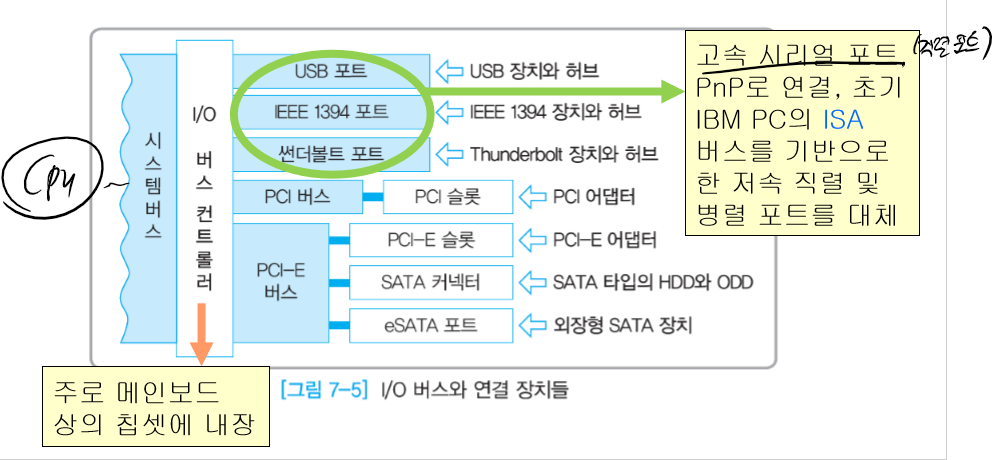 고속 시리얼 포트, (직렬 포트)
PnP로 연결, 초기
IBM PC의 ISA
버스를 기반으로
한 저속 직렬 및
병렬 포트를 대체
CPU
시스템버스
I/O 버스 컨트롤러
USB 포트
USB 장치와 허브
IEEE 1394 포트
IEEE 1394 장치와 허브
썬더볼트 포트
Thunderbolt 장치와 허브
PCI 버스
PCI 슬롯
PCI 어댑터
PCI-E
버스
PCI-E 슬롯
PCI-E 어댑터
SATA 커넥터
SATA 타입의 HDD와 ODD
eSATA 포트
외장형 SATA 장치
주로 메인보드
상의 칩셋에 내장
[그림 7-5] I/O 버스와 연결 장치들